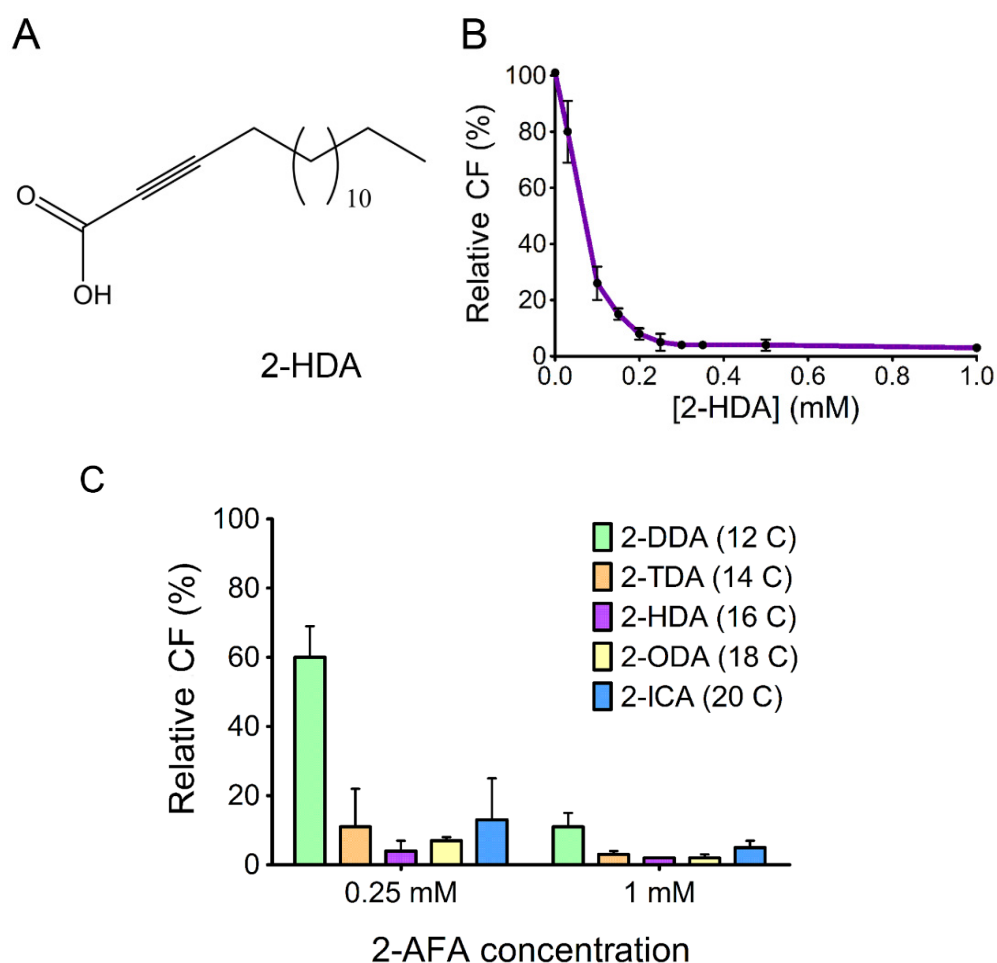 A
O
OH
10
2-HDA
B
Relative CF (%)
100
80
60
40
20
0
0.0 0.2 0.4 0.6 0.8 1.0
[2-HDA] (mM)
C
Relative CF (%)
100
80
60
40
20
0
2-DDA (12 C)
2-TDA (14 C)
2-HDA (16 C)
2-ODA (18 C)
2-ICA (20 C)
0.25 mM 1 mM
2-AFA concentration